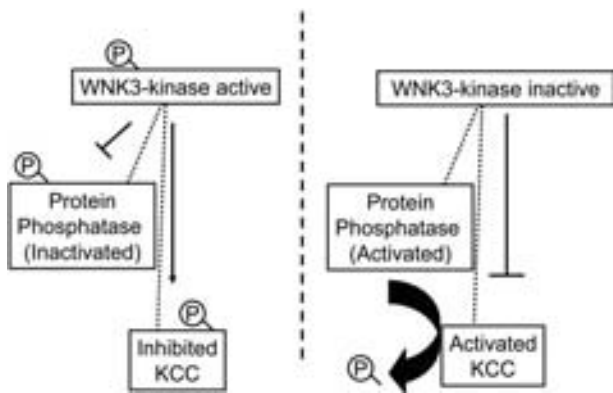 P
WNK3-kinase active
P
Protein
Phosphatase
(Inactivated)
P
Inhibited
KCC
WNK3-kinase inactive
Protein
Phosphatase
(Activated)
Activated
KCC
P